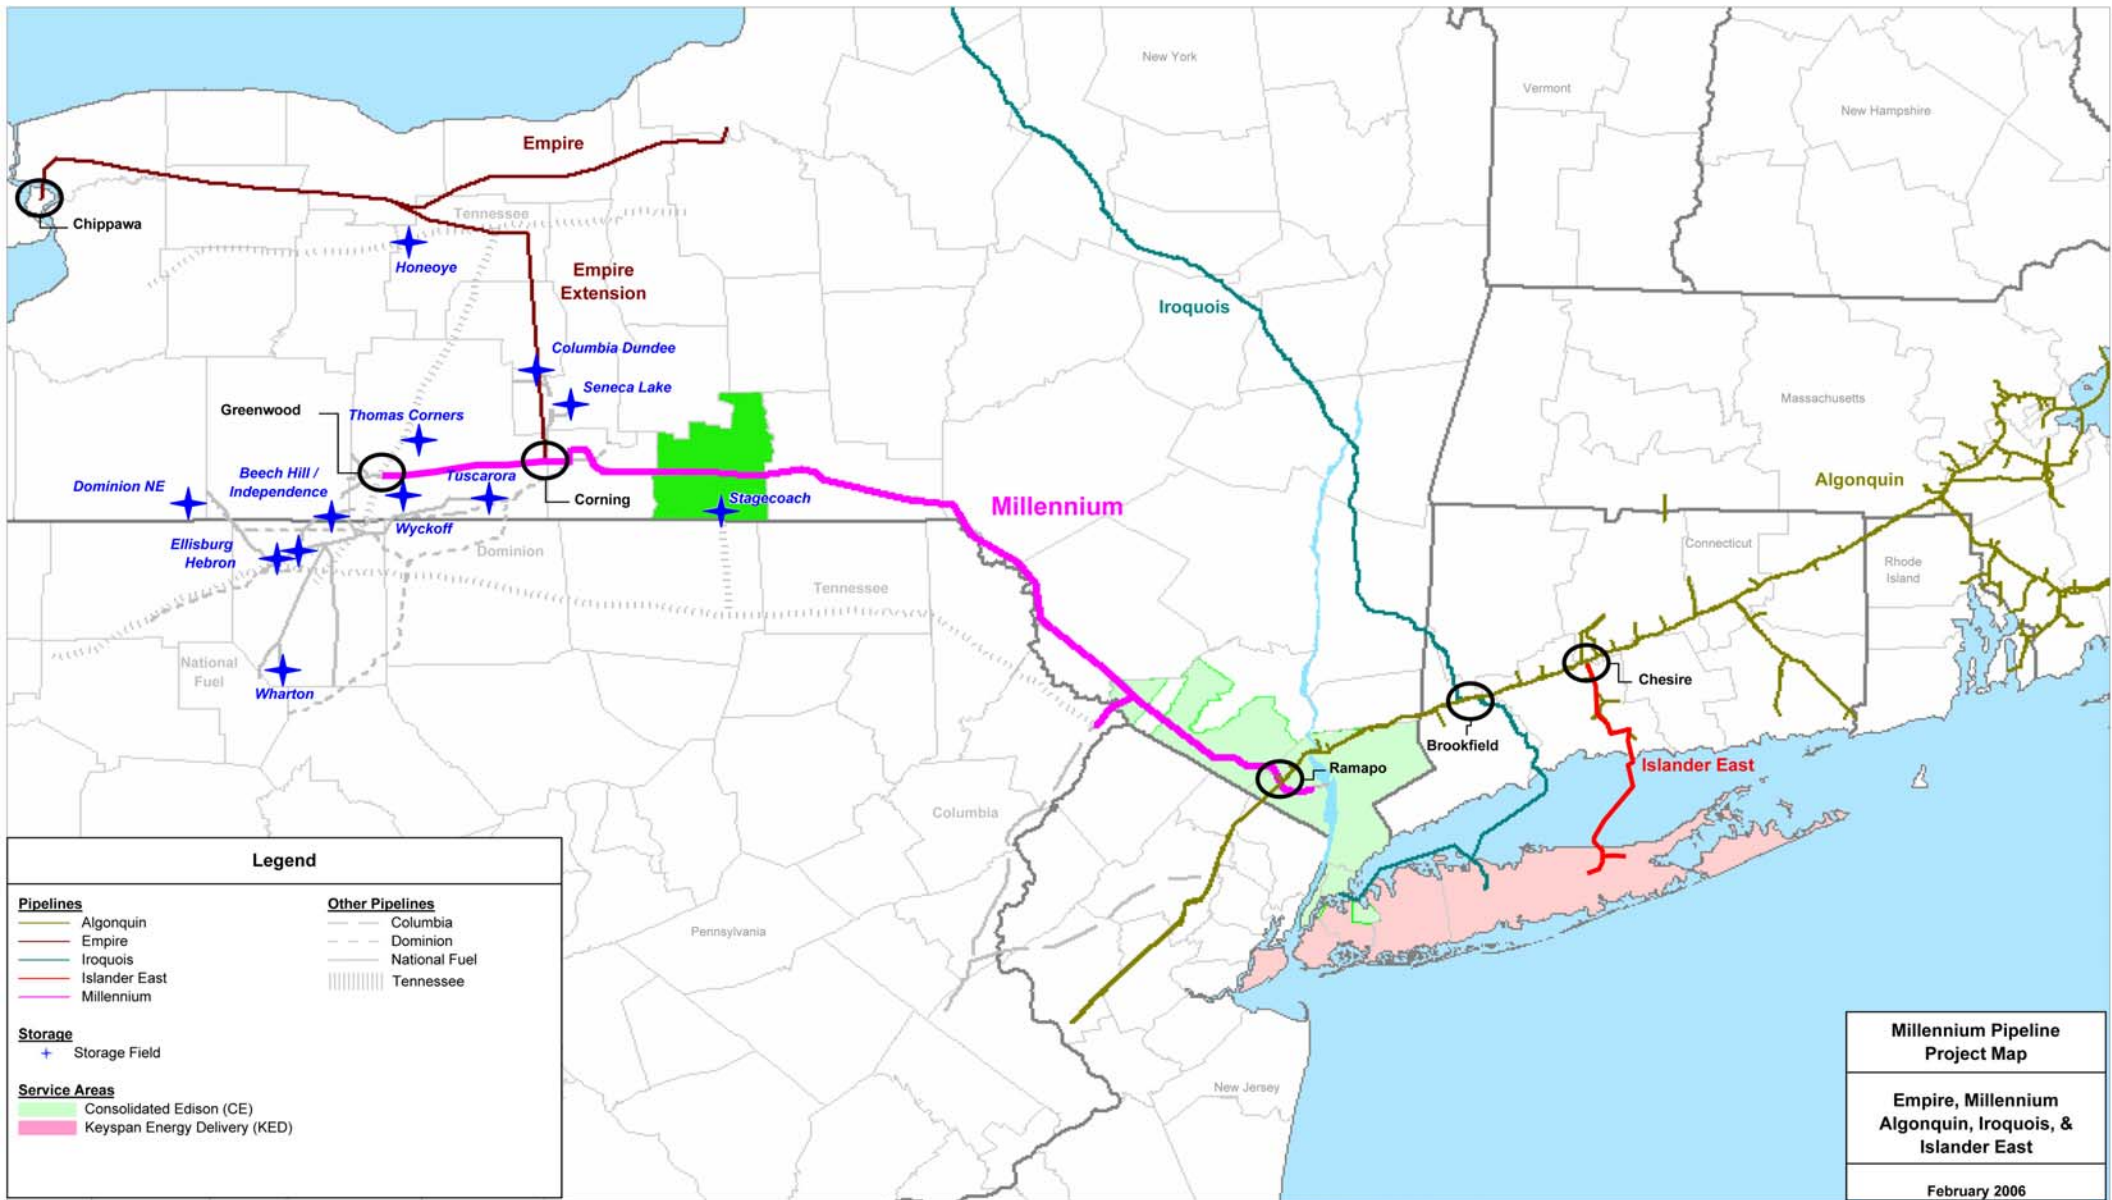 New York
Vermont
New Hampshire
Empire
Chippawa
Tennessee
Honeoye
Empire
Extension
Iroquois
Columbia Dundee
Seneca Lake
Greenwood
Thomas Corners
Massachusetts
Beech Hill /
Independence
Tuscarora
Dominion NE
Corning
Stagecoach
Millennium
Algonquin
Wyckoff
Ellisburg
Hebron
Dominion
Connecticut
Rhode
Island
Tennessee
National
Fuel
Wharton
Chesire
Brookfield
Ramapo
Islander East
Columbia
Pennsylvania
New Jersey
Legend
Pipelines
Algonquin
Empire
Iroquois
Islander East
Millennium
Other Pipelines
Columbia
Dominion
National Fuel
Tennessee
Storage
Storage Field
Service Areas
Consolidated Edison (CE)
Keyspan Energy Delivery (KED)
Millennium Pipeline
Project Map
Empire, Millennium
Algonquin, Iroquois, &
Islander East
February 2006